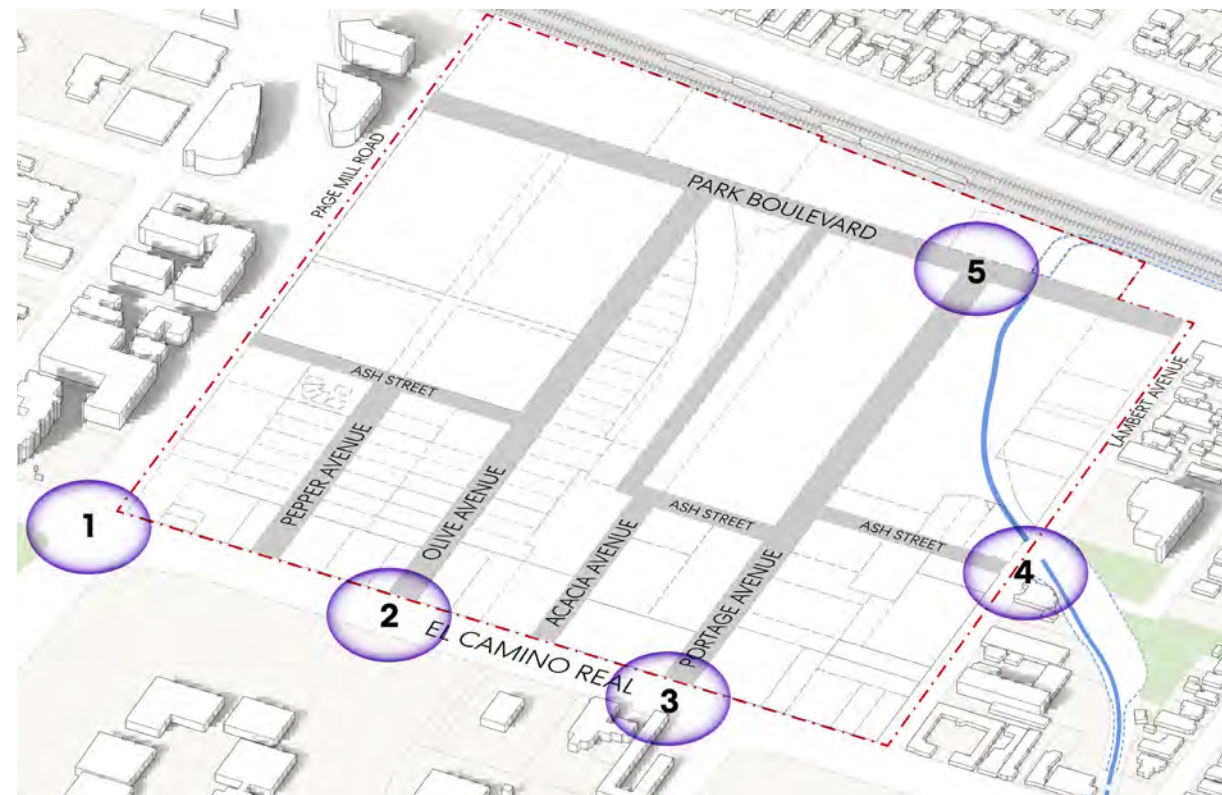 PAGE MILL ROAD
PARK BOULEVARD
5
ASH STREET
LAMBERT AVENUE
PEPPER AVENUE
OLIVE AVENUE
1
ACACIA AVENUE
ASH STREET
PORTAGE AVENUE
ASH STREET
4
2
EL CAMINO REAL
3